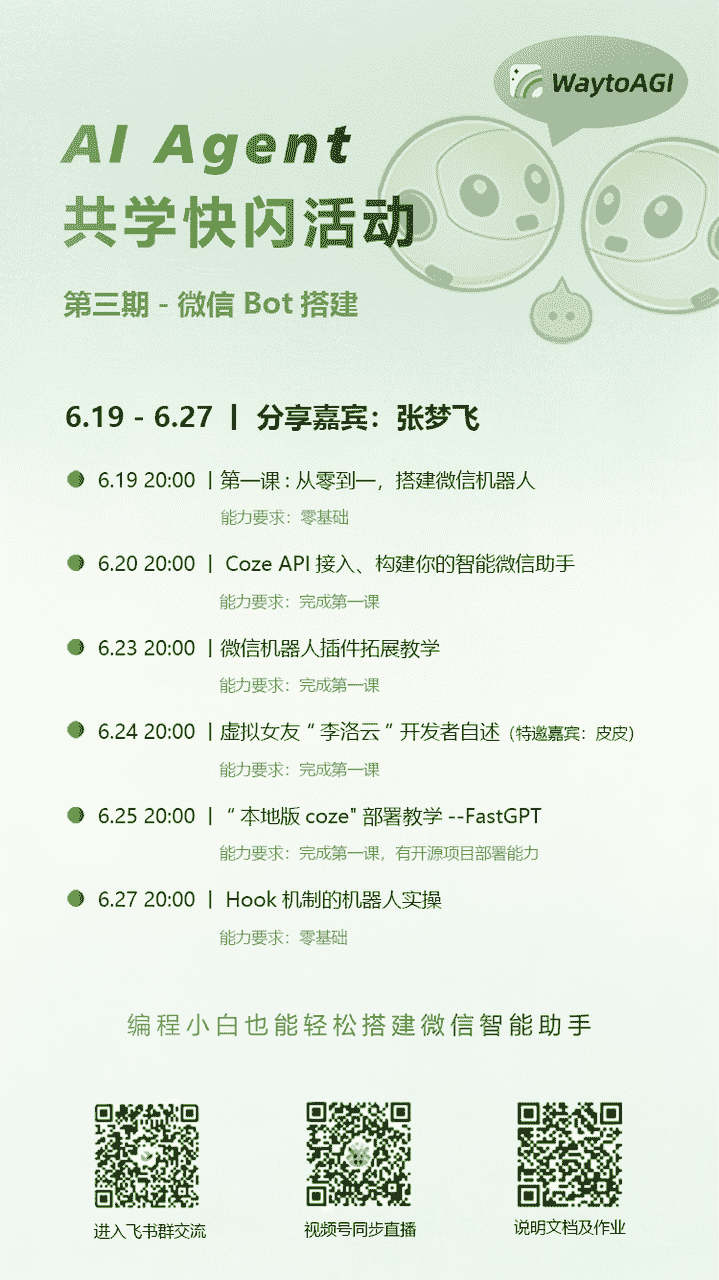 WaytoAGI
AI Agent
共学快闪活动
第三期 - 微信 Bot 搭建
6.19 - 6.27 | 分享嘉宾：张梦飞
6.19 20:00 | 第一课 : 从零到一，搭建微信机器人
能力要求：零基础
6.20 20:00 | Coze API 接入、构建你的智能微信助手
能力要求：完成第一课
6.23 20:00 | 微信机器人插件拓展教学
能力要求：完成第一课
6.24 20:00 | 虚拟女友 " 李洛云 " 开发者自述（特邀嘉宾：皮皮）
能力要求：完成第一课
6.25 20:00 | “ 本地版 coze" 部署教学 --FastGPT
能力要求：完成第一课，有开源项目部署能力
6.27 20:00 | Hook 机制的机器人实操
能力要求：零基础
编程小白也能轻松搭建微信智能助手
进入飞书群交流
视频号同步直播
说明文档及作业